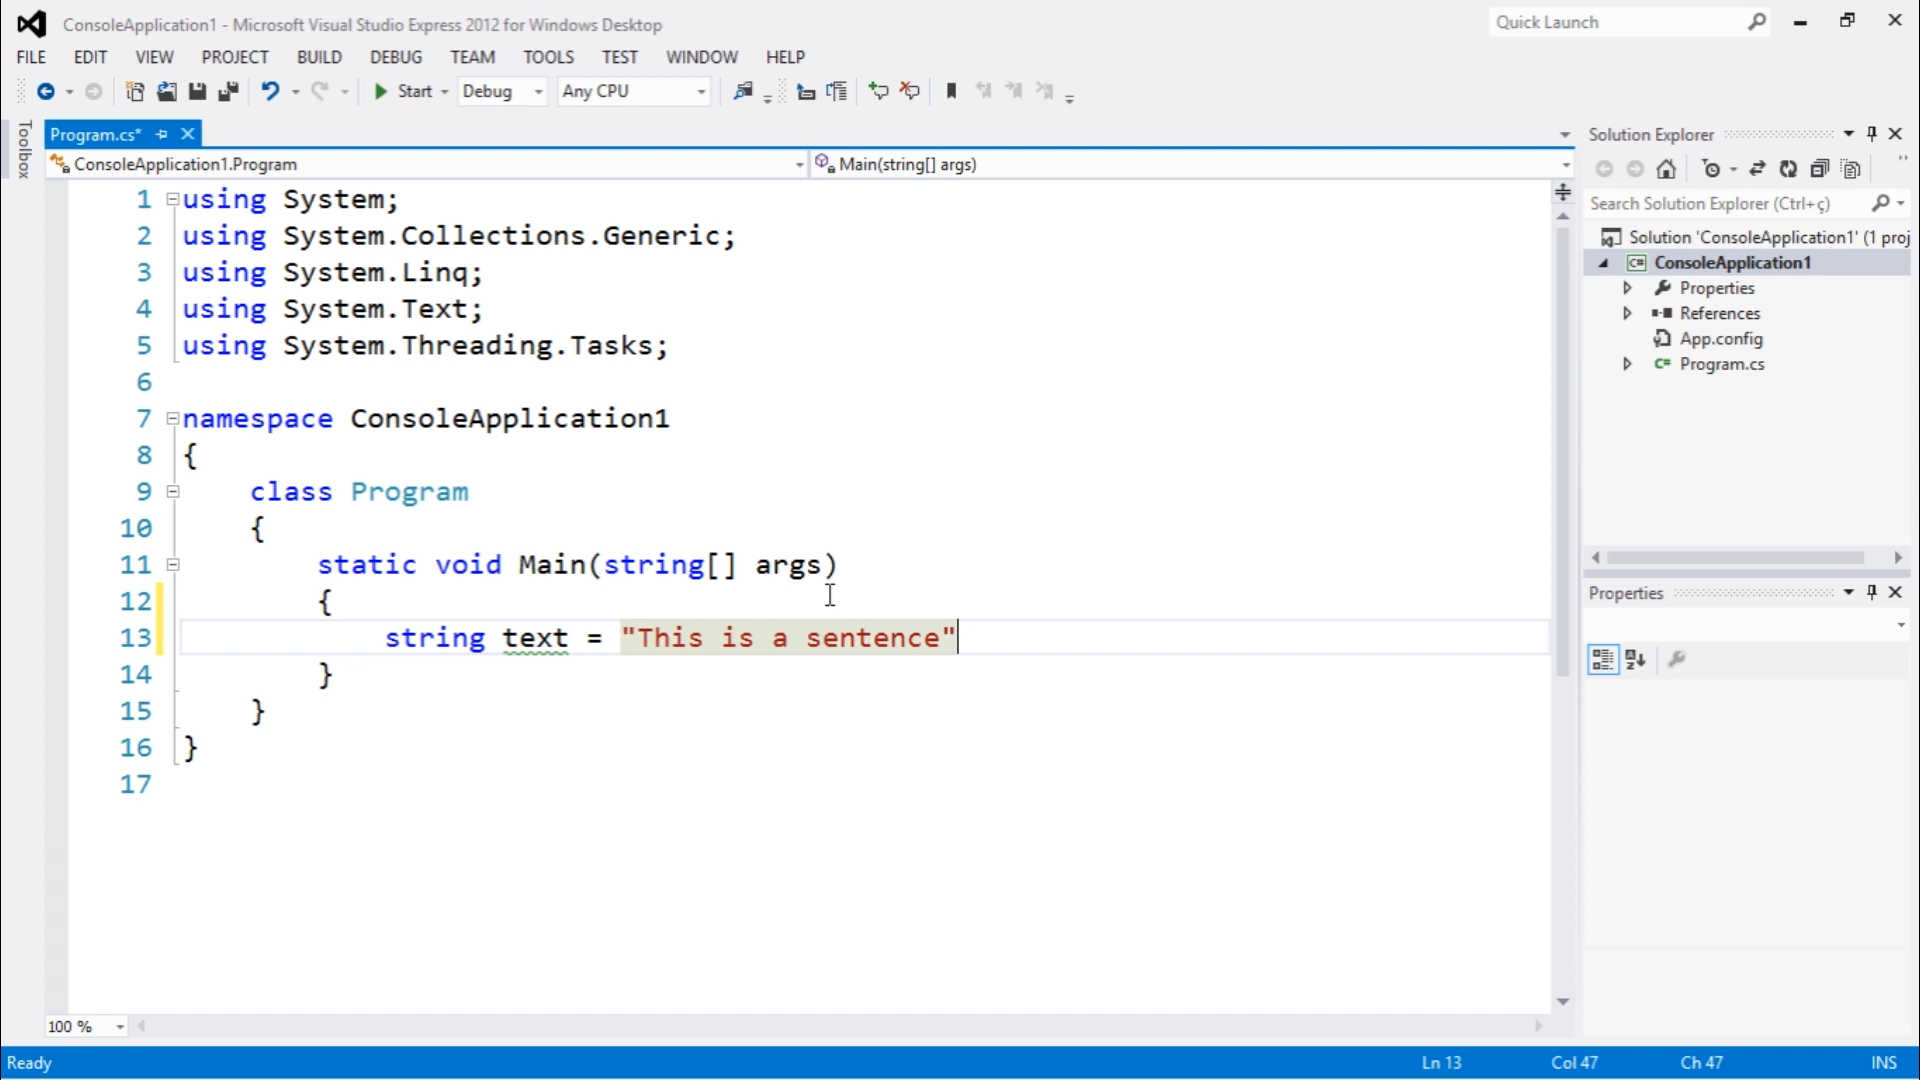 ConsoleApplication1 - Microsoft Visual Studio Express 2012 for Windows Desktop
Quick Launch
FILE EDIT VIEW PROJECT BUILD DEBUG TEAM TOOLS TEST WINDOW HELP
Start Debug Any CPU
Toolbox
Program.cs*
ConsoleApplication1.Program
Main(string[] args)
1 using System;
2 using System.Collections.Generic;
3 using System.Linq;
4 using System.Text;
5 using System.Threading.Tasks;
6
7 namespace ConsoleApplication1
8 {
9 class Program
10 {
11 static void Main(string[] args)
12 {
13 string text = "This is a sentence"
14 }
15 }
16 }
17
100 %
Solution Explorer
Search Solution Explorer (Ctrl+ç)
Solution 'ConsoleApplication1' (1 proj
C# ConsoleApplication1
Properties
References
App.config
C# Program.cs
Properties
Ready
Ln 13 Col 47 Ch 47 INS